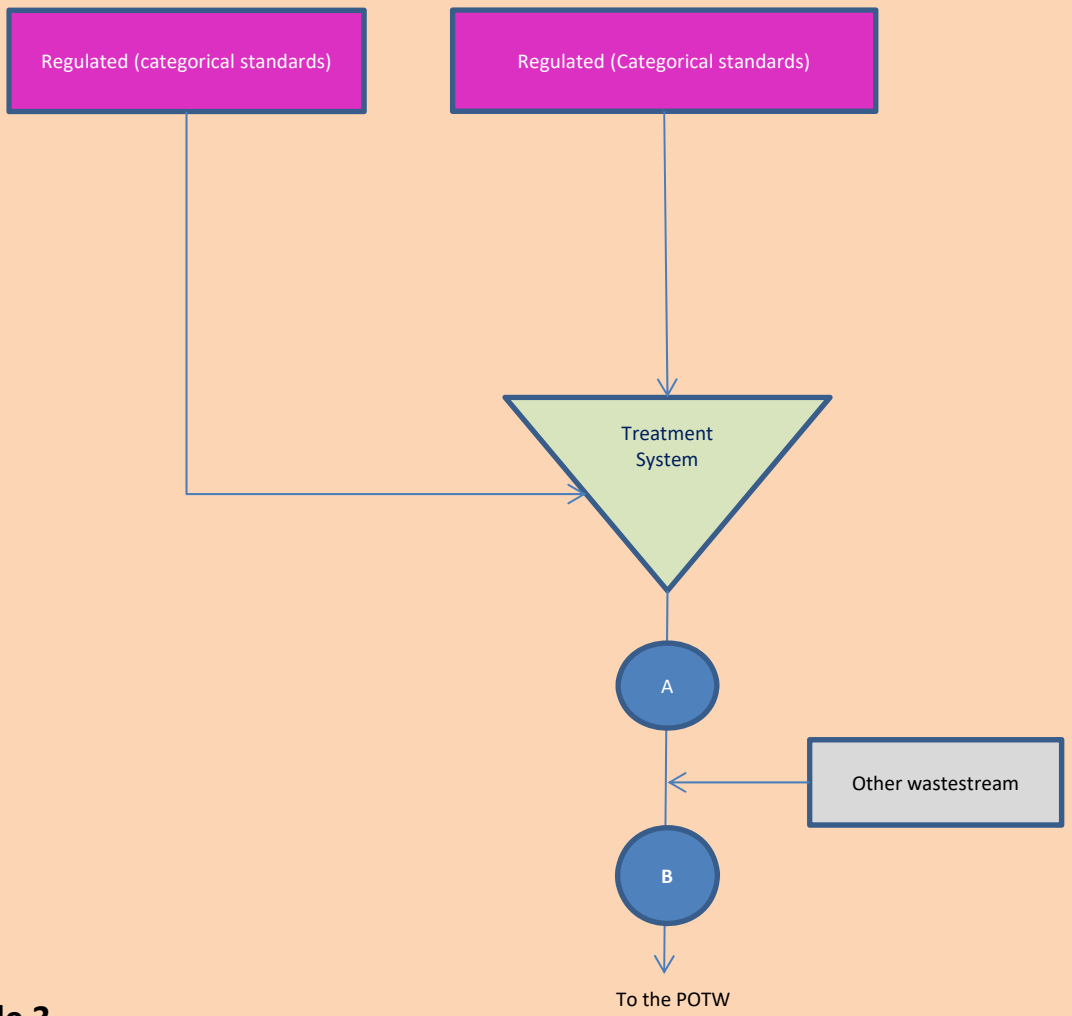 Regulated (categorical standards)
Regulated (Categorical standards)
Treatment
System
A
Other wastestream
B
To the POTW